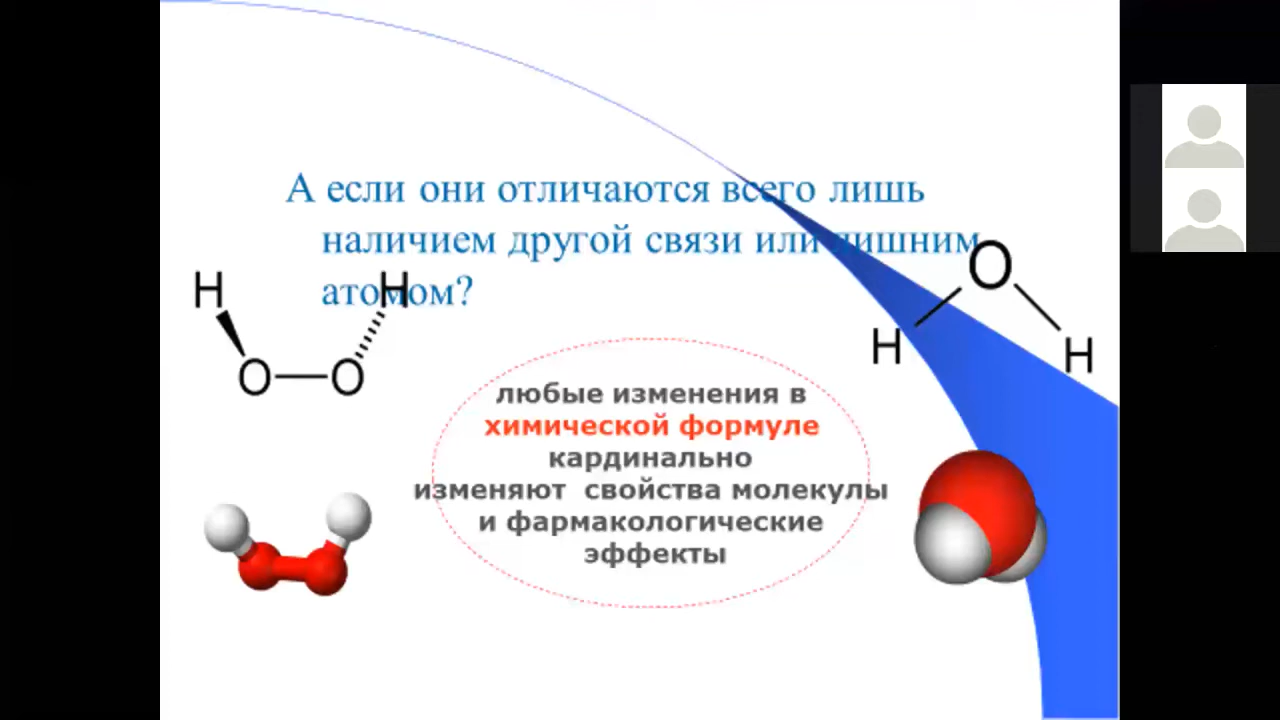 А если они отличаются всего лишь
наличием другой связи или лишним
атомом?
H
H
O
O
O
H
H
любые изменения в
химической формуле
кардинально
изменяют свойства молекулы
и фармакологические
эффекты